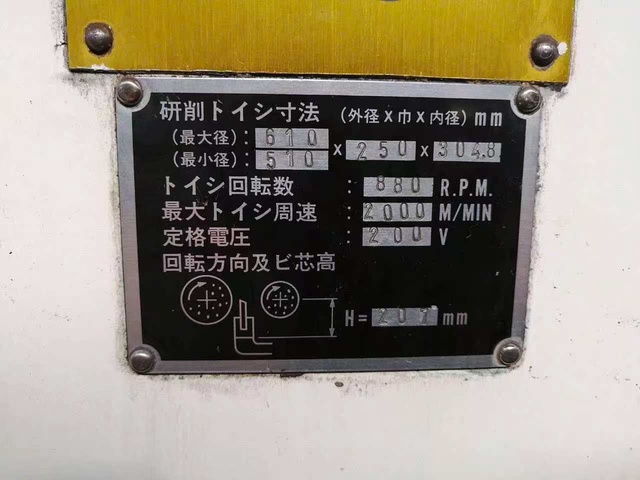 研削トイシ寸法 (外径X巾X内径) mm
(最大径): 610
(最小径): 510 x 250 x 304.8
トイシ回転数 : 880 R.P.M.
最大トイシ周速 : 2000 M/MIN
定格電圧 : 200 V
回転方向及ビ芯高
H= 207 mm